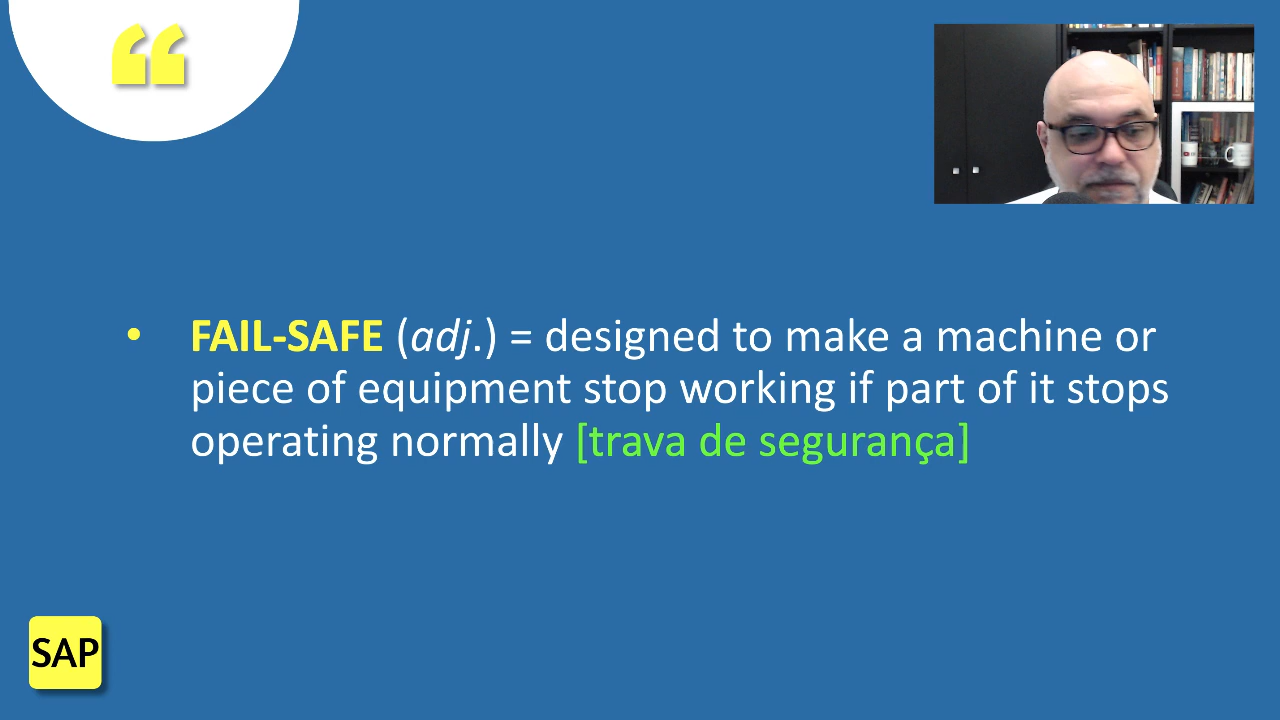 “
• FAIL-SAFE (adj.) = designed to make a machine or
piece of equipment stop working if part of it stops
operating normally [trava de segurança]
SAP